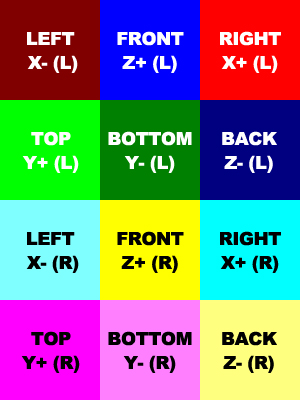 LEFT FRONT RIGHT
X- (L) Z+ (L) X+ (L)
TOP BOTTOM BACK
Y+ (L) Y- (L) Z- (L)
LEFT FRONT RIGHT
X- (R) Z+ (R) X+ (R)
TOP BOTTOM BACK
Y+ (R) Y- (R) Z- (R)